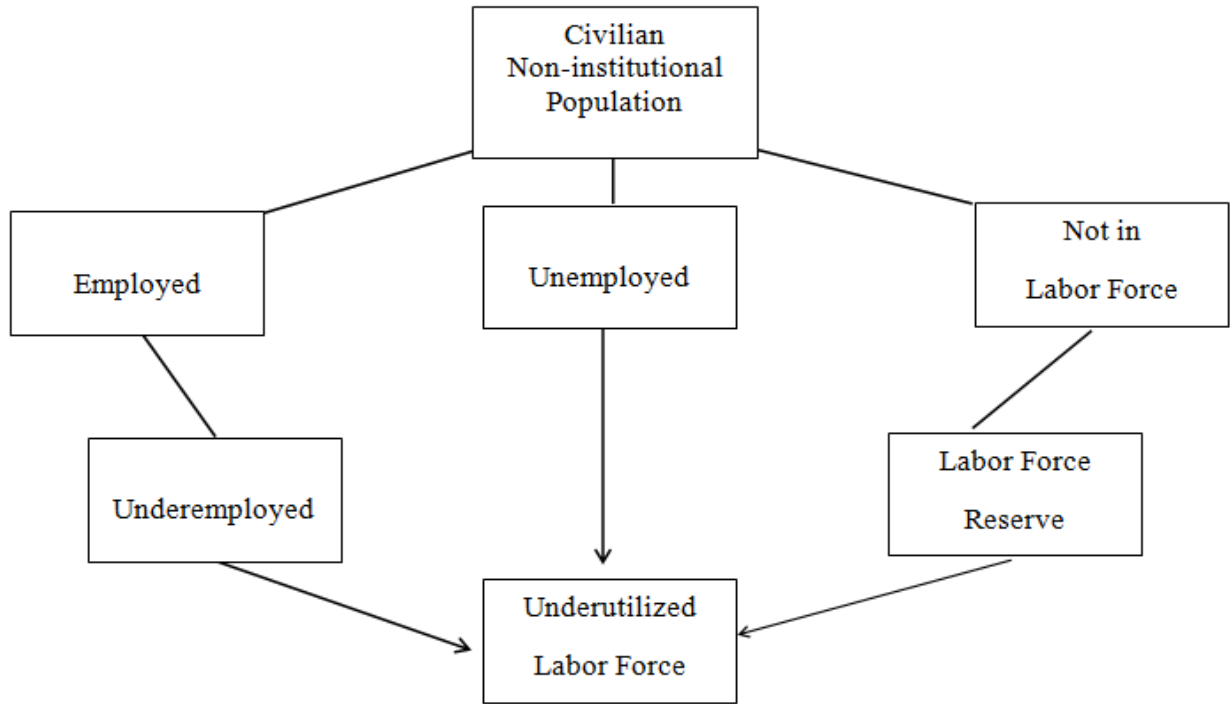 Civilian
Non-institutional
Population
Employed
Unemployed
Not in
Labor Force
Underemployed
Labor Force
Reserve
Underutilized
Labor Force